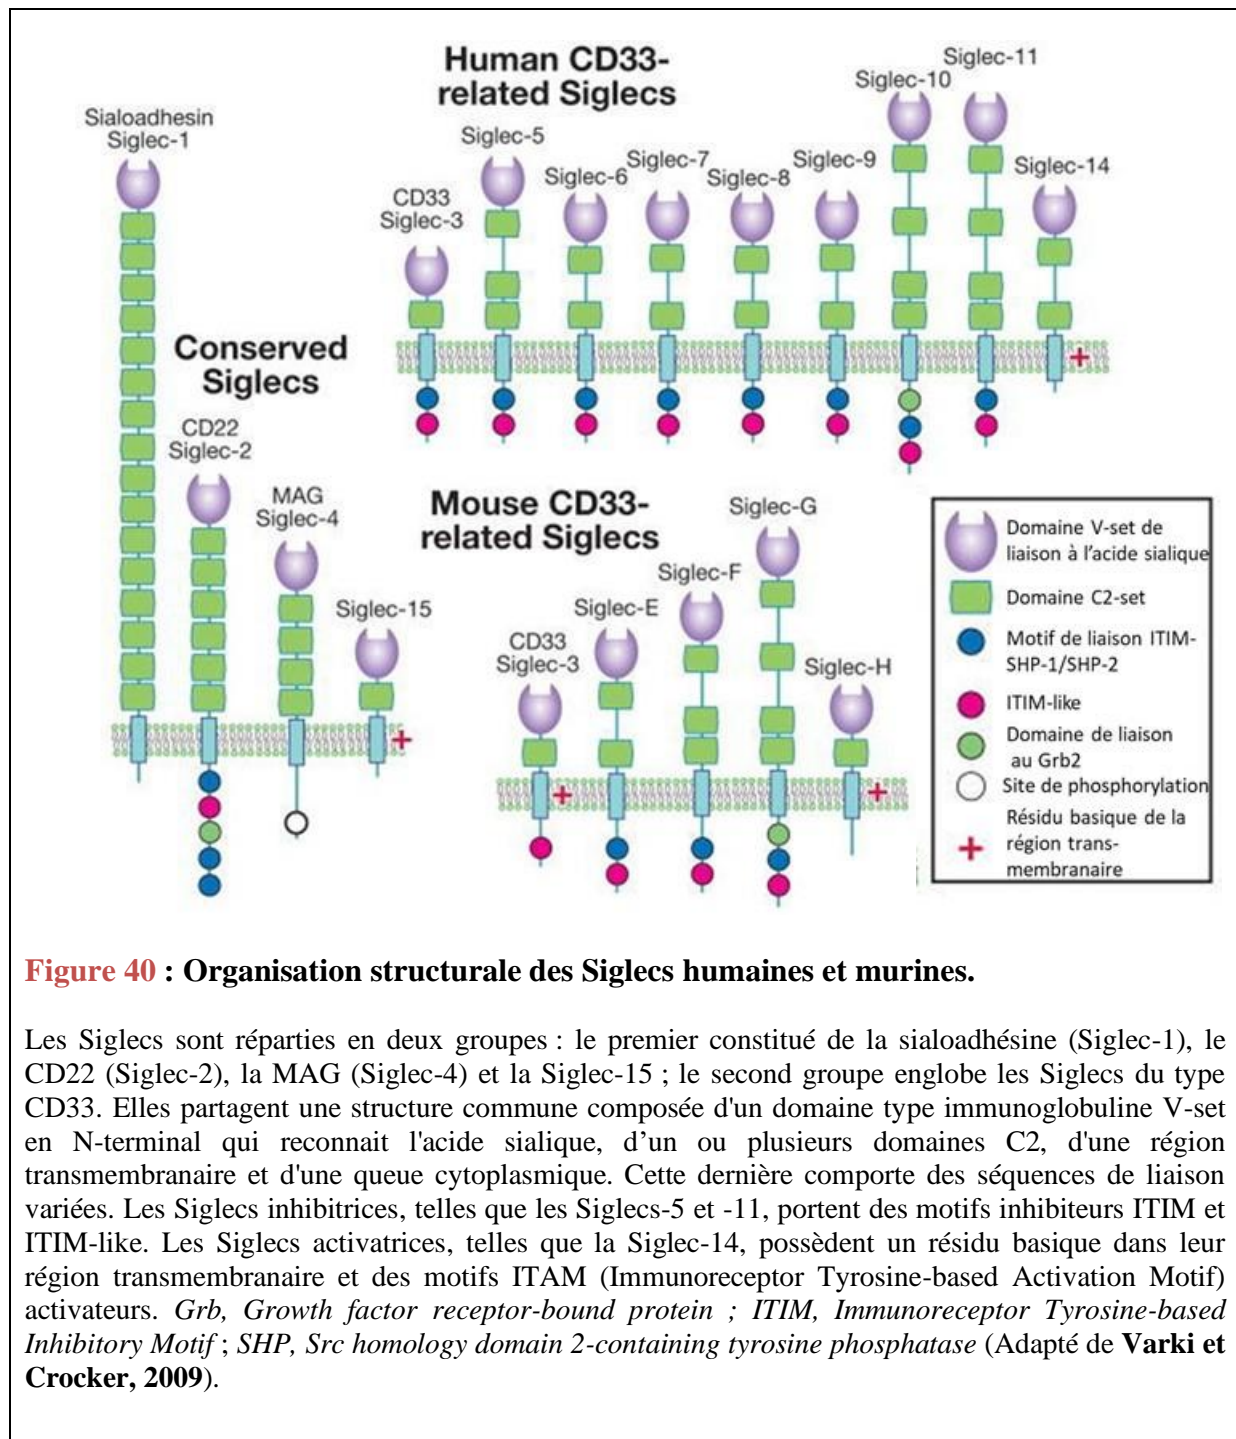 Human CD33-
related Siglecs
Sialoadhesin
Siglec-1
CD33
Siglec-3
Siglec-5
Siglec-6
Siglec-7
Siglec-8
Siglec-9
Siglec-10
Siglec-11
Siglec-14
+
Conserved
Siglecs
CD22
Siglec-2
MAG
Siglec-4
Siglec-15
+
Mouse CD33-
related Siglecs
CD33
Siglec-3
+
Siglec-E
Siglec-F
Siglec-G
Siglec-H
+
Domaine V-set de
liaison à l'acide sialique
Domaine C2-set
Motif de liaison ITIM-
SHP-1/SHP-2
ITIM-like
Domaine de liaison
au Grb2
Site de phosphorylation
+
Résidu basique de la
région trans-
membranaire
Figure 40 : Organisation structurale des Siglecs humaines et murines.
Les Siglecs sont réparties en deux groupes : le premier constitué de la sialoadhésine (Siglec-1), le
CD22 (Siglec-2), la MAG (Siglec-4) et la Siglec-15 ; le second groupe englobe les Siglecs du type
CD33. Elles partagent une structure commune composée d'un domaine type immunoglobuline V-set
en N-terminal qui reconnait l'acide sialique, d'un ou plusieurs domaines C2, d'une région
transmembranaire et d'une queue cytoplasmique. Cette dernière comporte des séquences de liaison
variées. Les Siglecs inhibitrices, telles que les Siglecs-5 et -11, portent des motifs inhibiteurs ITIM et
ITIM-like. Les Siglecs activatrices, telles que la Siglec-14, possèdent un résidu basique dans leur
région transmembranaire et des motifs ITAM (Immunoreceptor Tyrosine-based Activation Motif)
activateurs. Grb, Growth factor receptor-bound protein ; ITIM, Immunoreceptor Tyrosine-based
Inhibitory Motif ; SHP, Src homology domain 2-containing tyrosine phosphatase (Adapté de Varki et
Crocker, 2009).